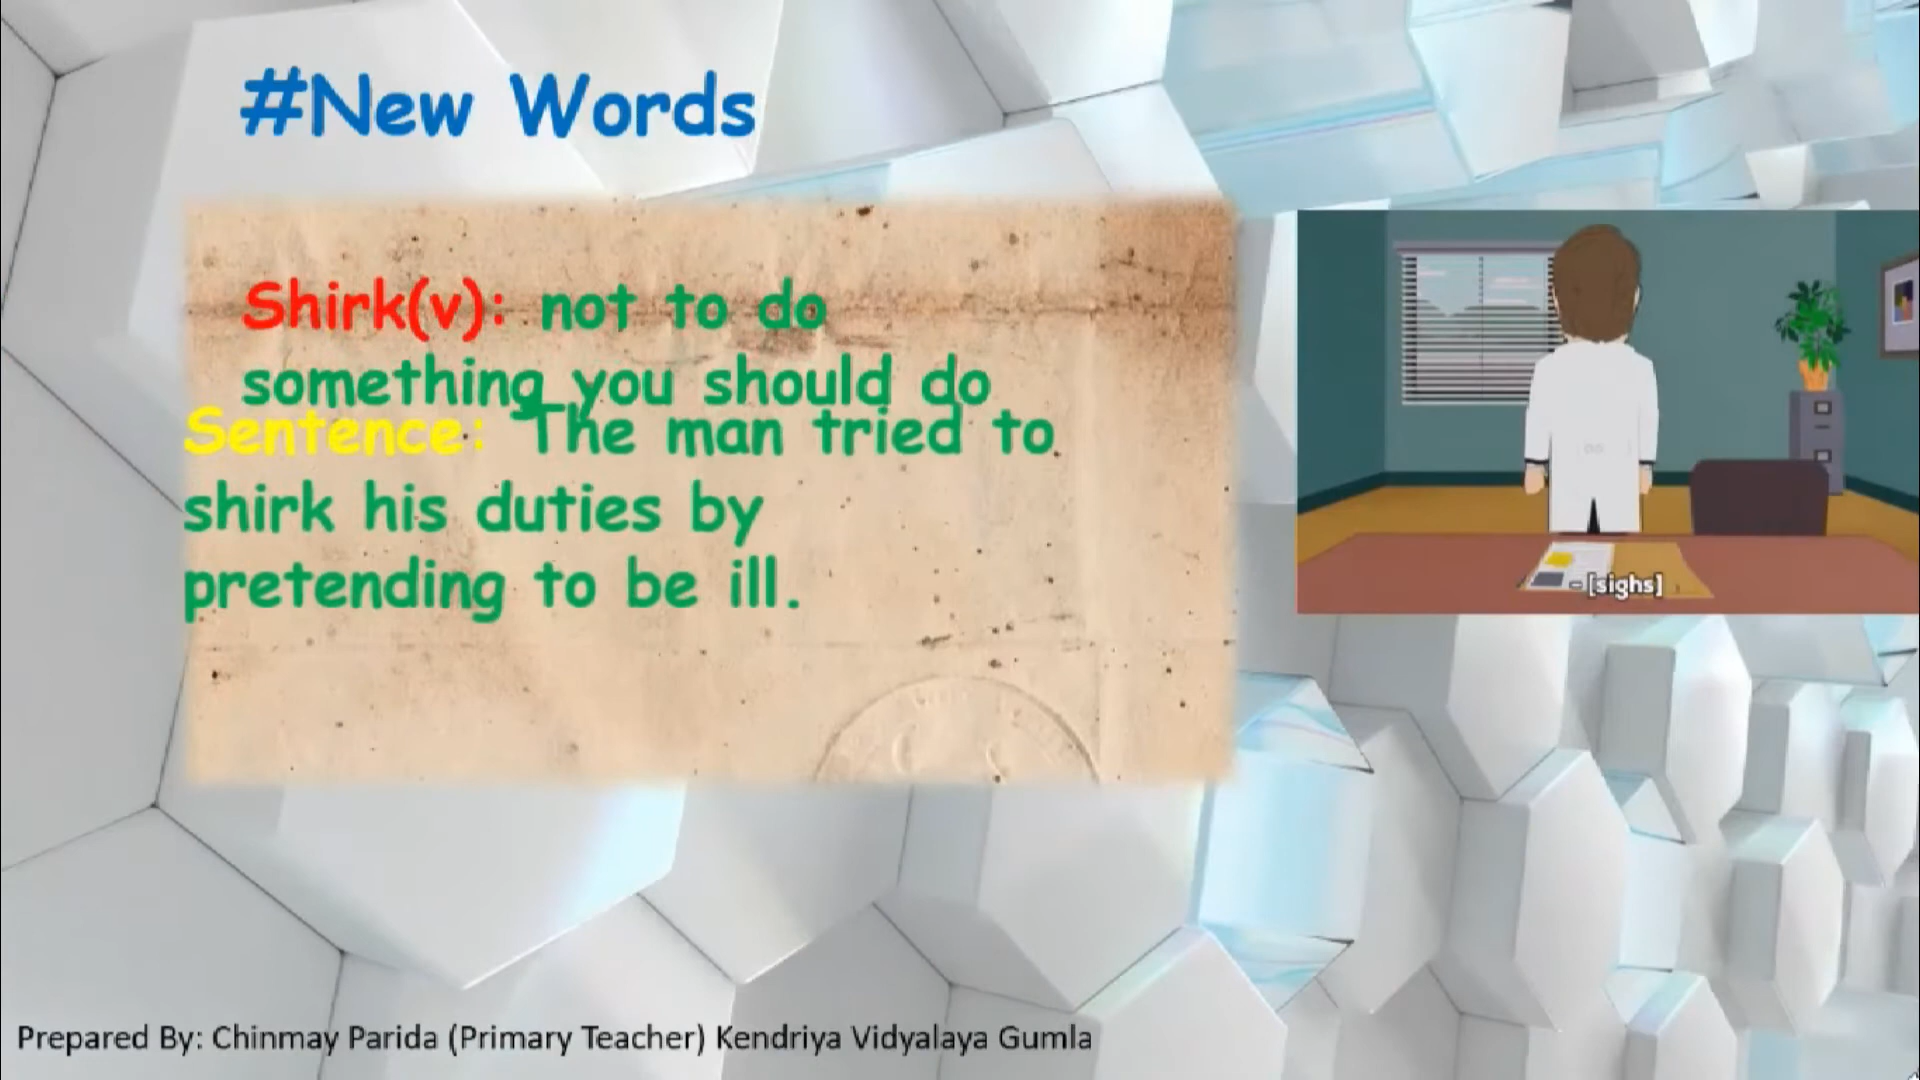 #New Words
Shirk(v): not to do
something you should do
Sentence: The man tried to
shirk his duties by
pretending to be ill.
- [sighs]
Prepared By: Chinmay Parida (Primary Teacher) Kendriya Vidyalaya Gumla